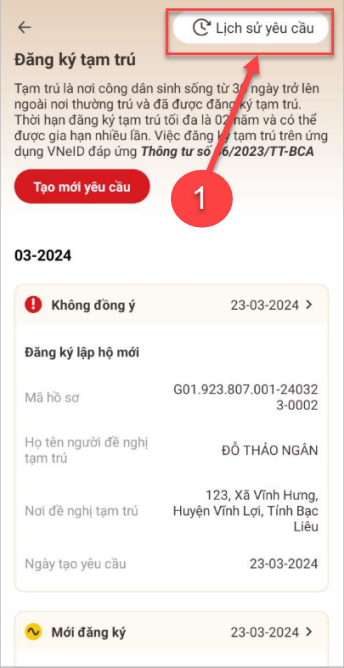 Lịch sử yêu cầu
Đăng ký tạm trú
Tạm trú là nơi công dân sinh sống từ 30 ngày trở lên
ngoài nơi thường trú và đã được đăng ký tạm trú.
Thời hạn đăng ký tạm trú tối đa là 02 năm và có thể
được gia hạn nhiều lần. Việc đăng ký tạm trú trên ứng
dụng VNeID đáp ứng Thông tư số 66/2023/TT-BCA
Tạo mới yêu cầu
1
03-2024
Không đồng ý 23-03-2024
Đăng ký lập hộ mới
Mã hồ sơ G01.923.807.001-24032
3-0002
Họ tên người đề nghị
tạm trú ĐỖ THẢO NGÂN
123, Xã Vĩnh Hưng,
Nơi đề nghị tạm trú Huyện Vĩnh Lợi, Tỉnh Bạc
Liêu
Ngày tạo yêu cầu 23-03-2024
Mới đăng ký 23-03-2024